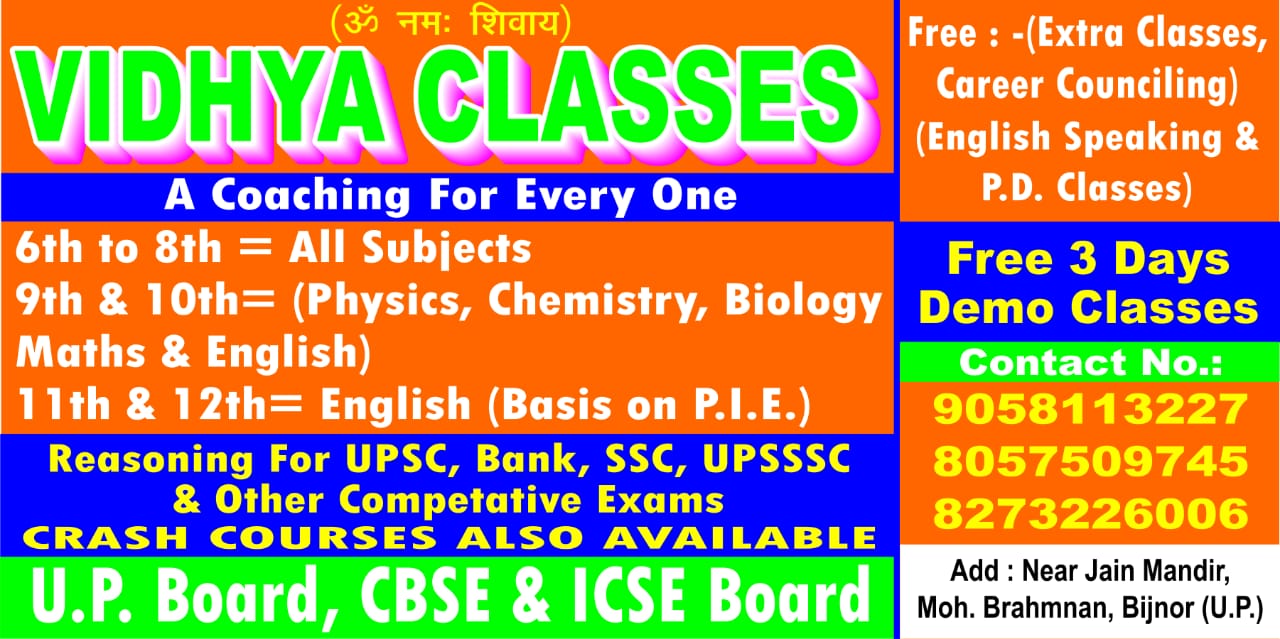 (ॐ नमः शिवाय)
VIDHYA CLASSES
A Coaching For Every One
6th to 8th = All Subjects
9th & 10th= (Physics, Chemistry, Biology
Maths & English)
11th & 12th= English (Basis on P.I.E.)
Reasoning For UPSC, Bank, SSC, UPSSSC
& Other Competative Exams
CRASH COURSES ALSO AVAILABLE
U.P. Board, CBSE & ICSE Board
Free : -(Extra Classes,
Career Counciling)
(English Speaking &
P.D. Classes)
Free 3 Days
Demo Classes
Contact No.:
9058113227
8057509745
8273226006
Add : Near Jain Mandir,
Moh. Brahmnan, Bijnor (U.P.)